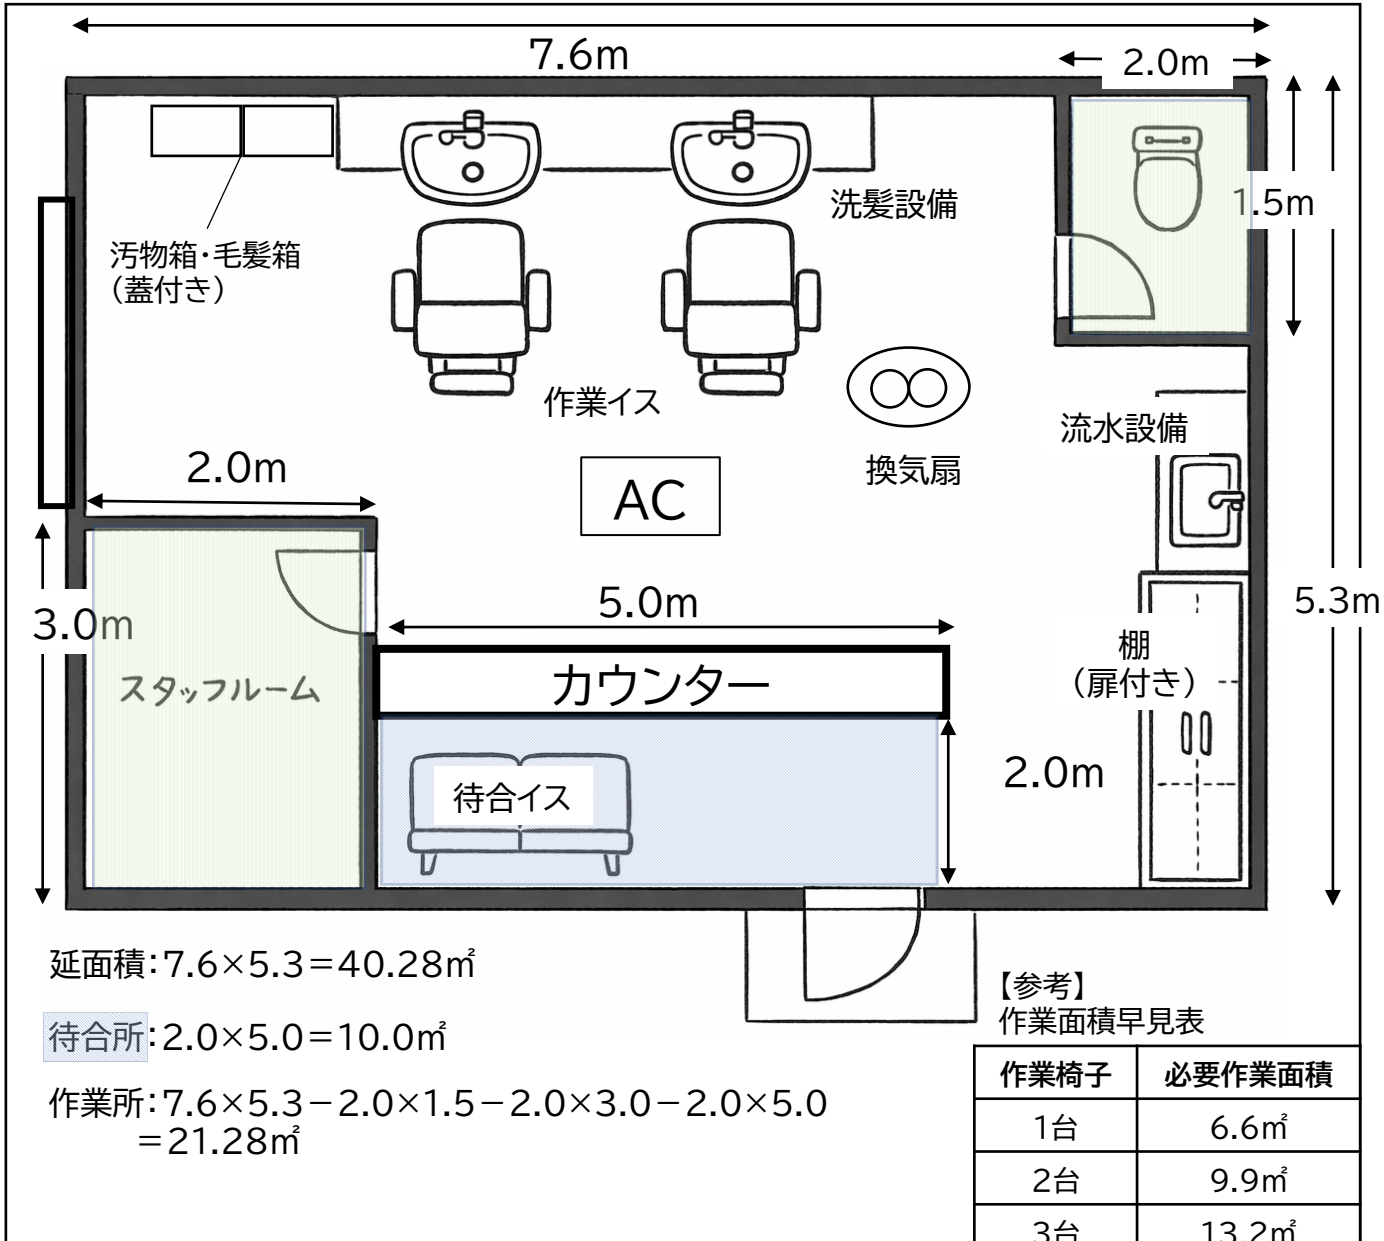 7.6m
2.0m
1.5m
洗髪設備
汚物箱・毛髪箱
（蓋付き）
作業イス
換気扇
流水設備
2.0m
AC
5.3m
5.0m
3.0m
棚
（扉付き）
カウンター
スタッフルーム
待合イス
2.0m
延面積：7.6×5.3＝40.28㎡
待合所：2.0×5.0＝10.0㎡
作業所：7.6×5.3－2.0×1.5－2.0×3.0－2.0×5.0
＝21.28㎡
【参考】
作業面積早見表
作業椅子 必要作業面積
1台 6.6㎡
2台 9.9㎡
3台 13.2㎡